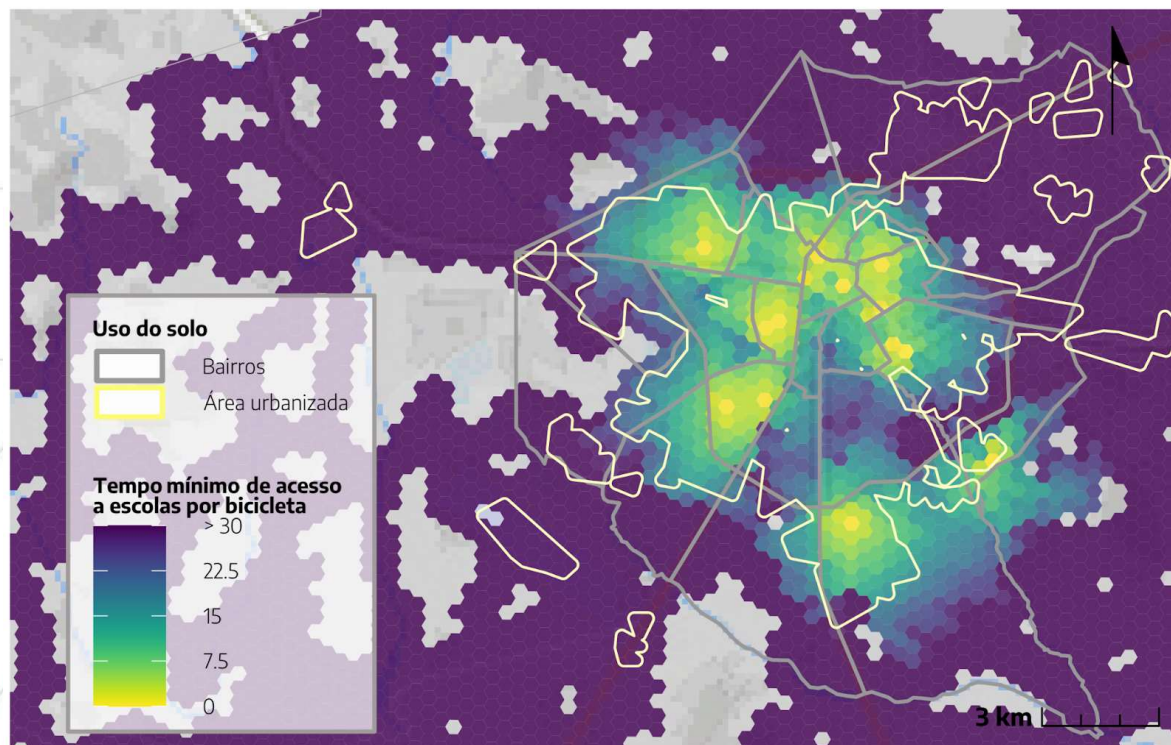 Uso do solo
Bairros
Área urbanizada
Tempo mínimo de acesso
a escolas por bicicleta
> 30
22.5
15
7.5
0
3 km